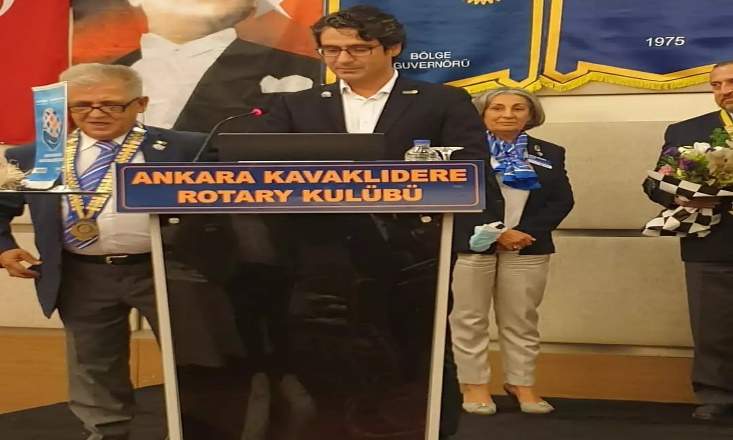 BÖLGE
GUVERNÖRÜ
1975
ANKARA KAVAKLIDERE
ROTARY KULÜBÜ